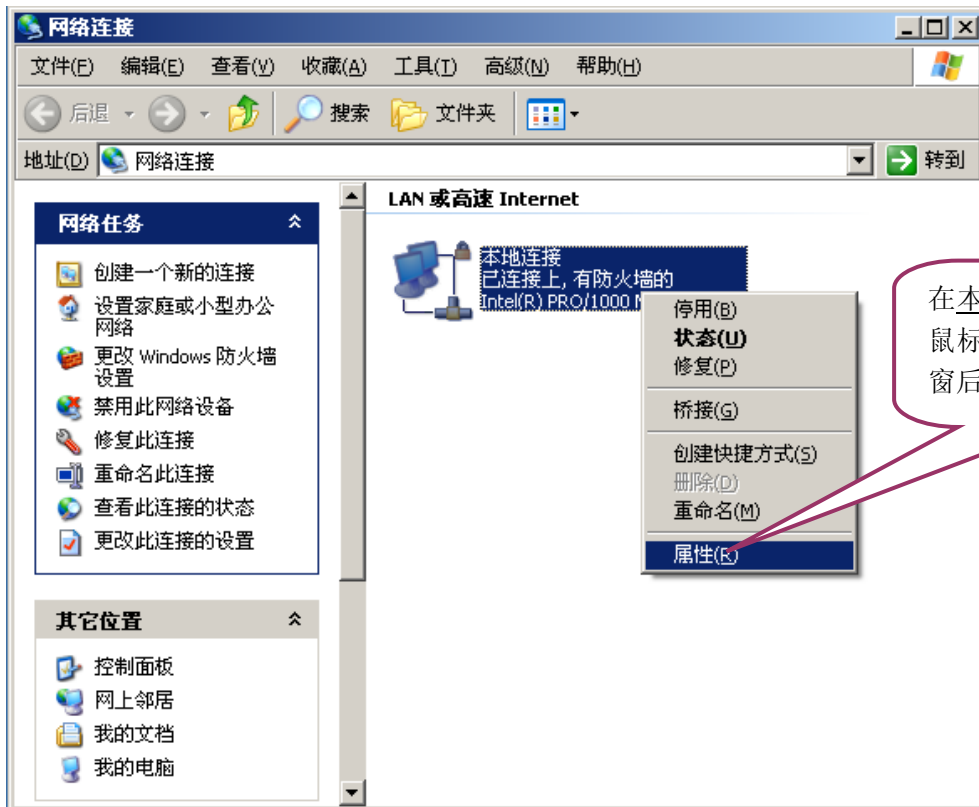 网络连接
文件(F) 编辑(E) 查看(V) 收藏(A) 工具(T) 高级(N) 帮助(H)
后退 搜索 文件夹
地址(D) 网络连接 转到
网络任务
创建一个新的连接
设置家庭或小型办公
网络
更改 Windows 防火墙
设置
禁用此网络设备
修复此连接
重命名此连接
查看此连接的状态
更改此连接的设置
其它位置
控制面板
网上邻居
我的文档
我的电脑
LAN 或高速 Internet
本地连接
已连接上, 有防火墙的
Intel(R) PRO/1000
停用(B)
状态(U)
修复(P)
桥接(G)
创建快捷方式(S)
删除(D)
重命名(M)
属性(R)
在本
鼠标
窗后